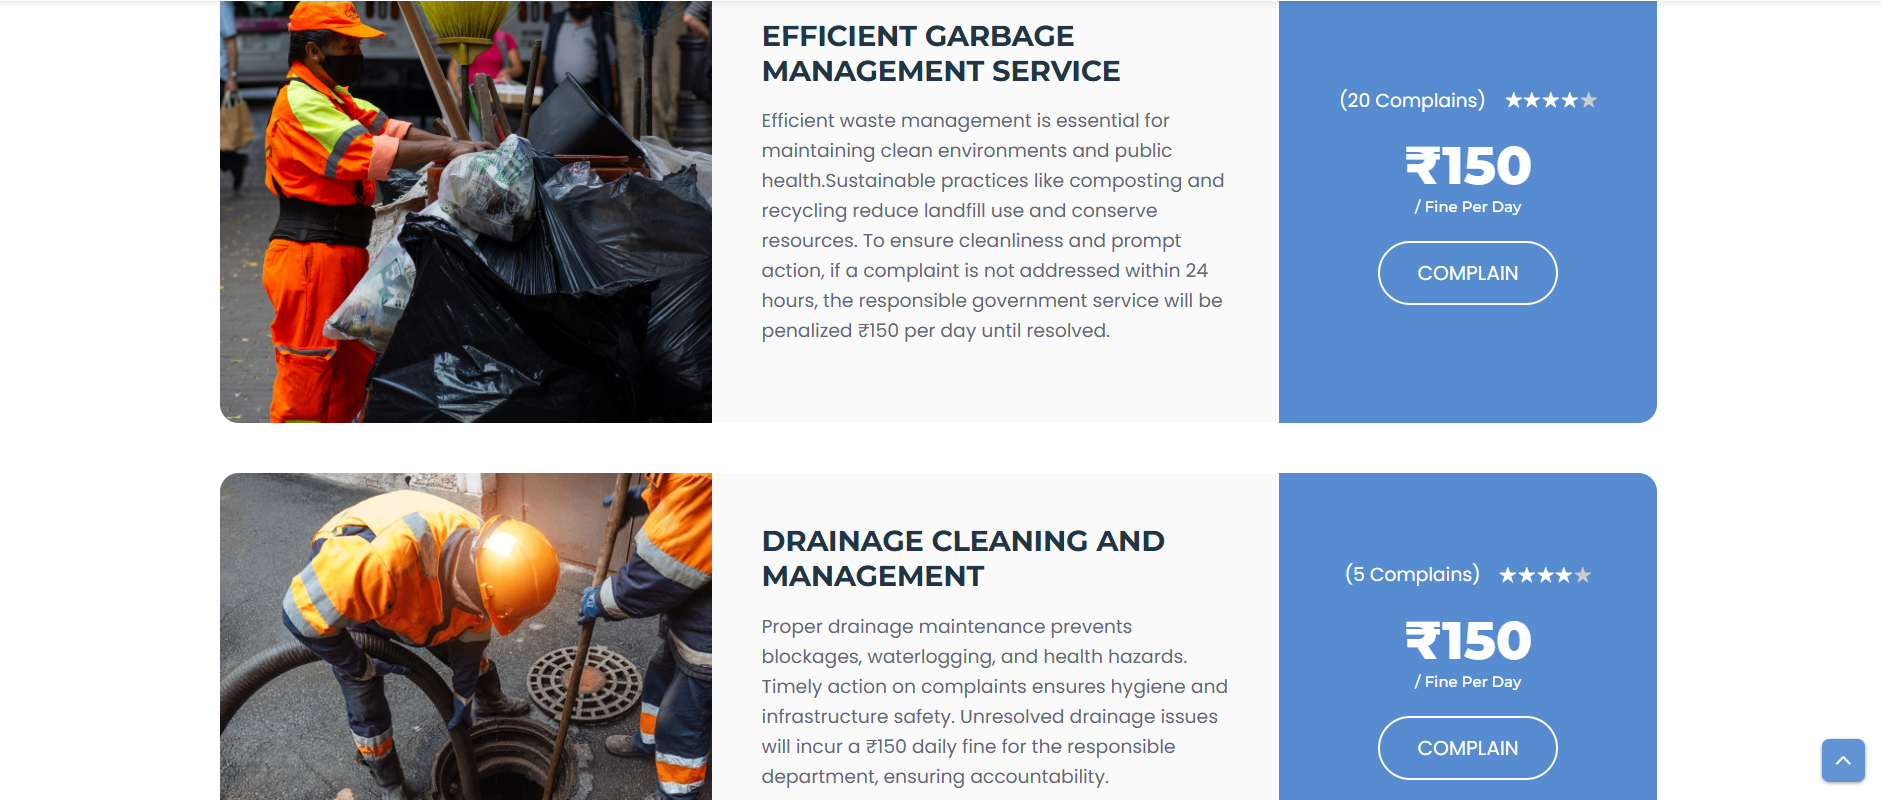 EFFICIENT GARBAGE
MANAGEMENT SERVICE
Efficient waste management is essential for
maintaining clean environments and public
health.Sustainable practices like composting and
recycling reduce landfill use and conserve
resources. To ensure cleanliness and prompt
action, if a complaint is not addressed within 24
hours, the responsible government service will be
penalized ₹150 per day until resolved.
(20 Complains)
₹150
/ Fine Per Day
COMPLAIN
DRAINAGE CLEANING AND
MANAGEMENT
Proper drainage maintenance prevents
blockages, waterlogging, and health hazards.
Timely action on complaints ensures hygiene and
infrastructure safety. Unresolved drainage issues
will incur a ₹150 daily fine for the responsible
department, ensuring accountability.
(5 Complains)
₹150
/ Fine Per Day
COMPLAIN